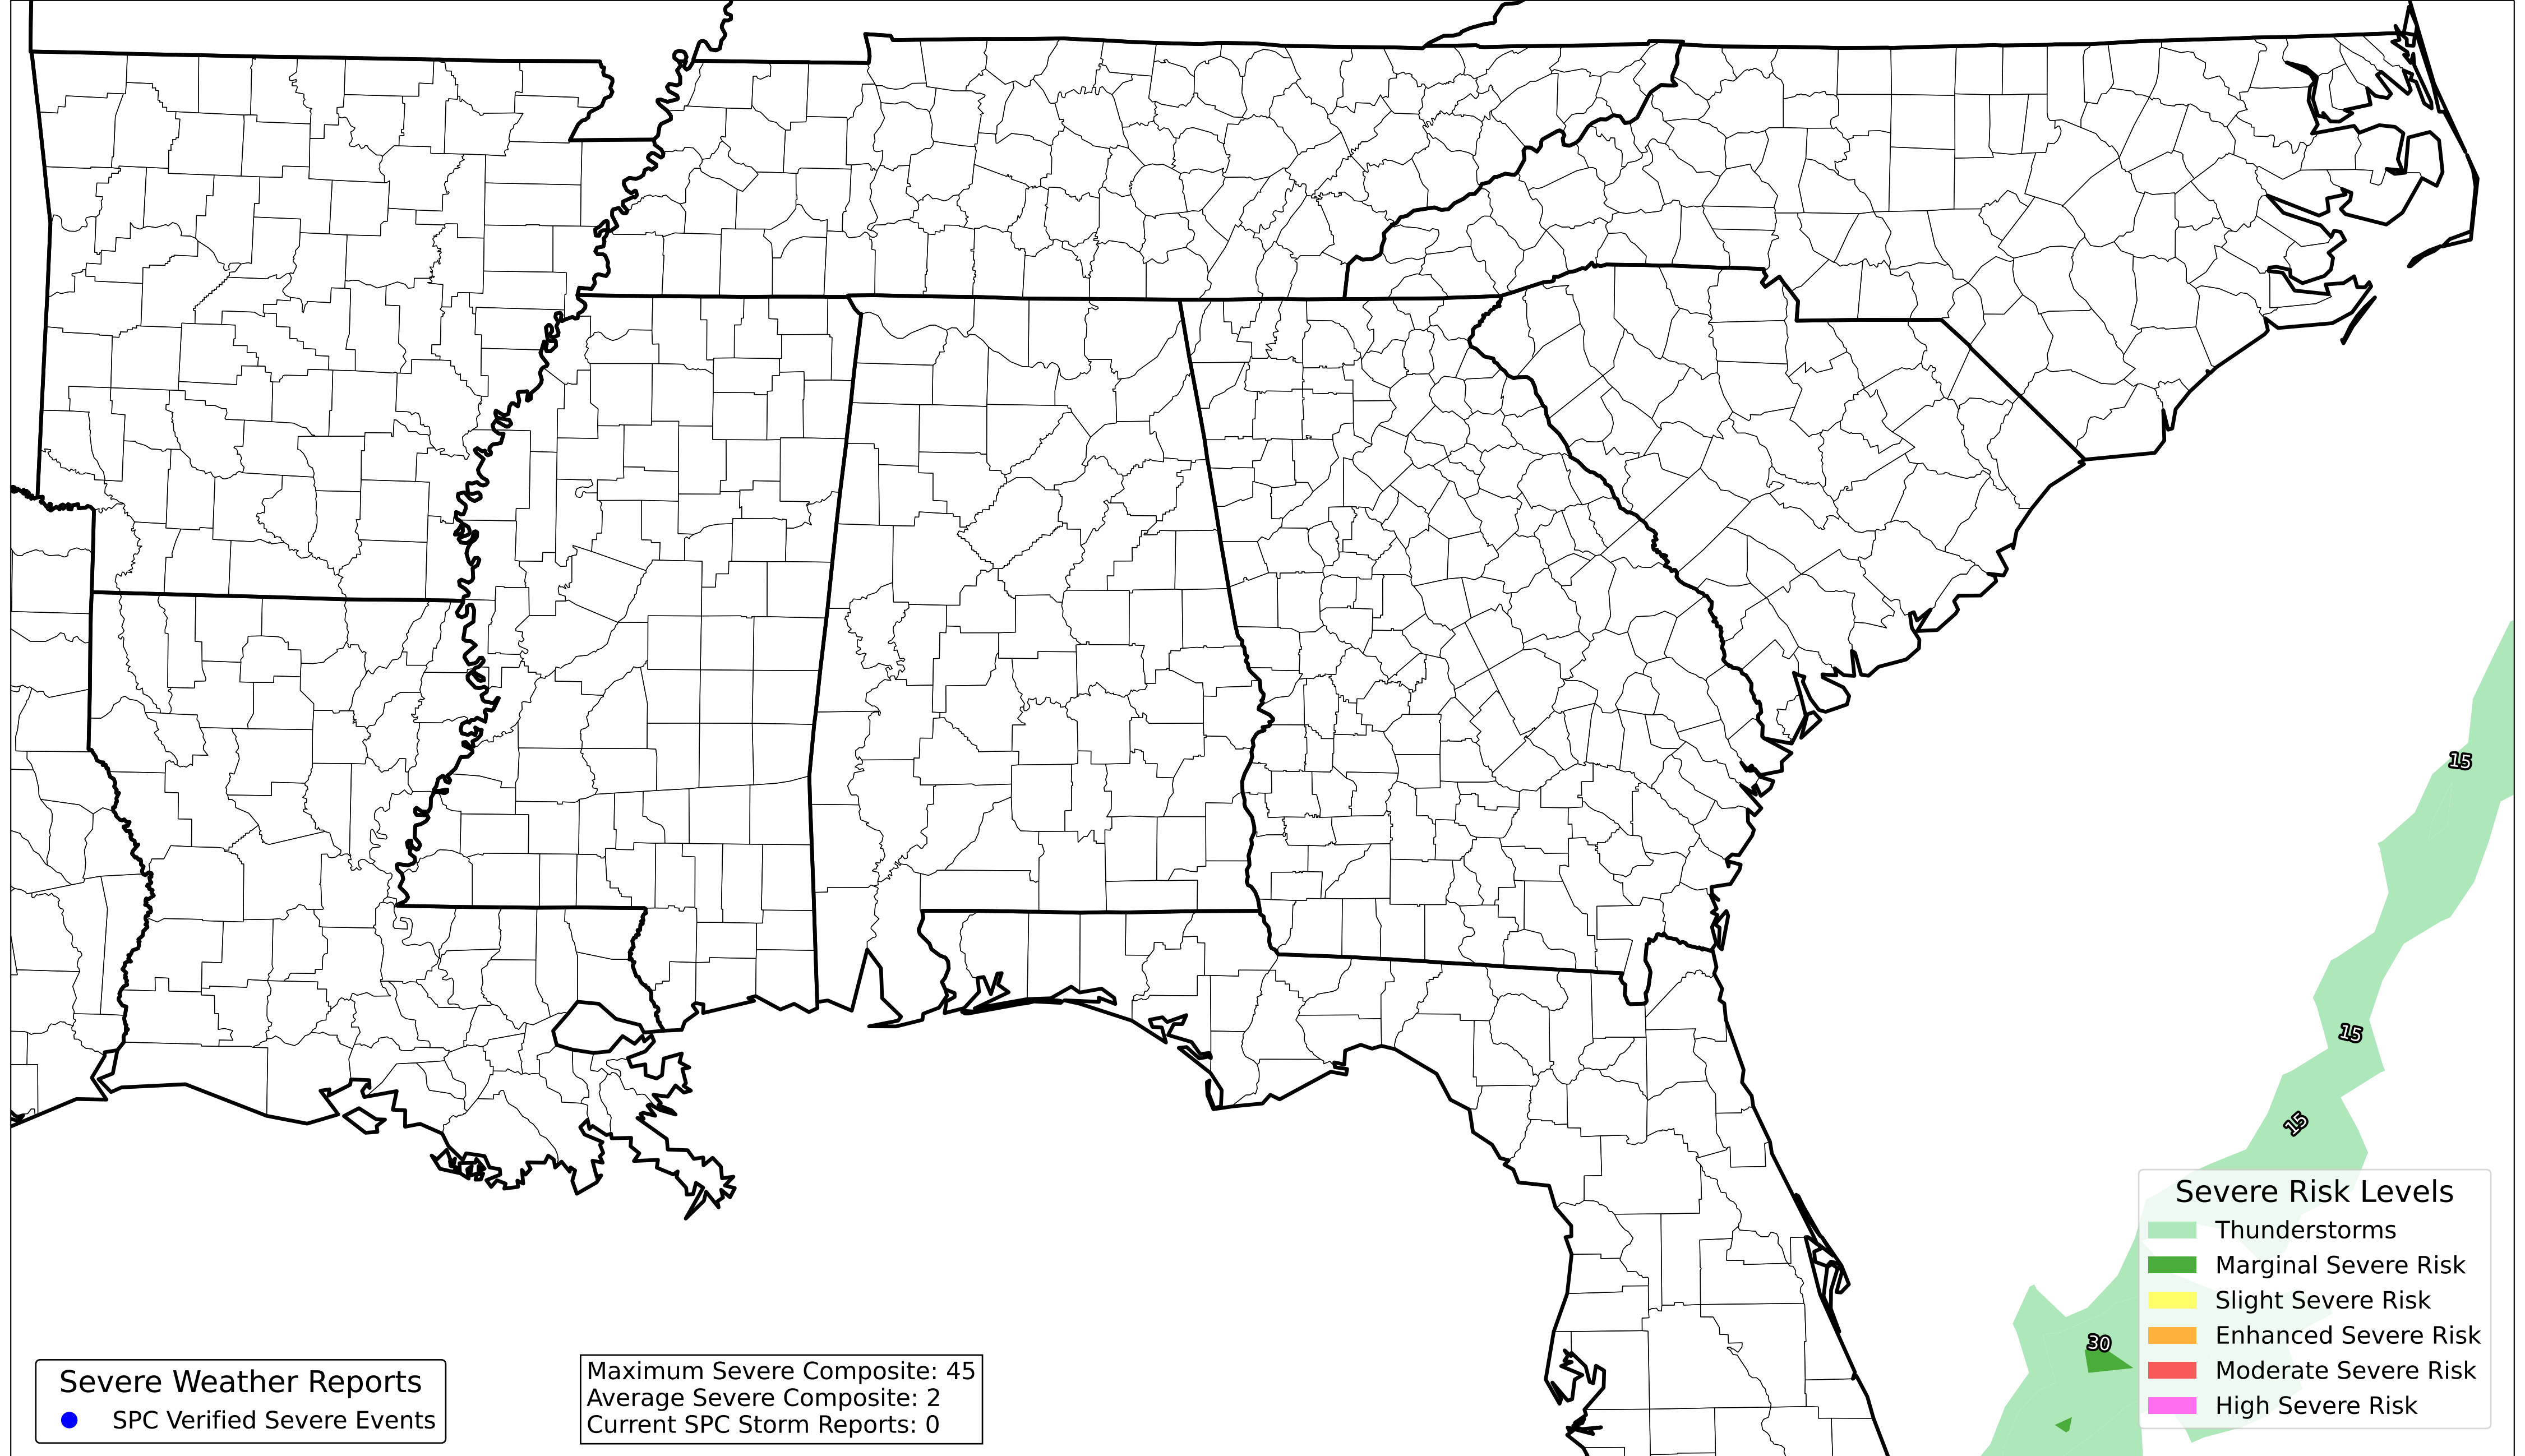 15
15
15
30
Severe Risk Levels
Thunderstorms
Marginal Severe Risk
Slight Severe Risk
Enhanced Severe Risk
Moderate Severe Risk
High Severe Risk
Severe Weather Reports
SPC Verified Severe Events
Maximum Severe Composite: 45
Average Severe Composite: 2
Current SPC Storm Reports: 0